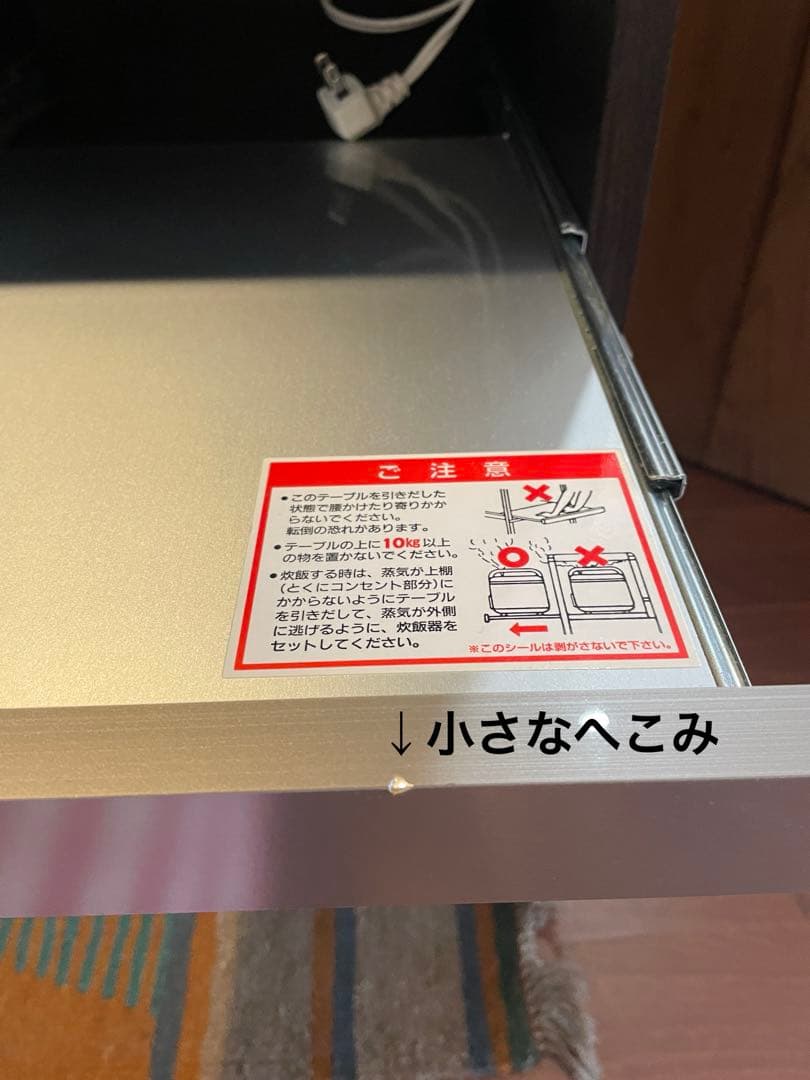 ご注意
●このテーブルを引きだした
状態で腰かけたり寄りかか
らないでください。
転倒の恐れがあります。
●テーブルの上に10kg以上
の物を置かないでください。
●炊飯する時は、蒸気が上棚
(とくにコンセント部分)に
かからないようにテーブル
を引きだして、蒸気が外側
に逃げるように、炊飯器を
セットしてください。
※このシールは剥がさないで下さい。
↓小さなへこみ